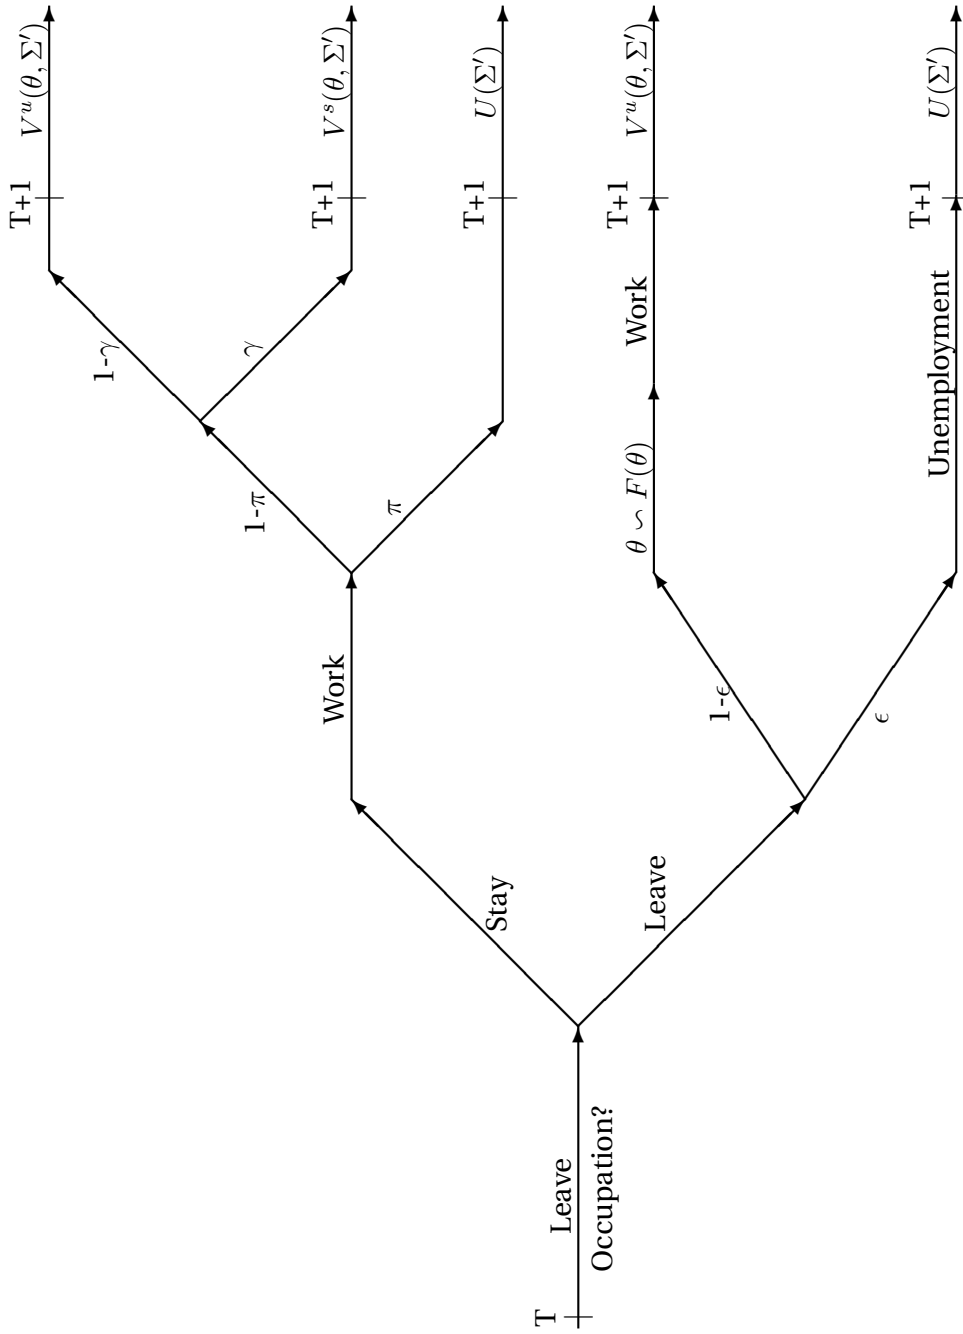 T
Leave
Occupation?
Stay
Leave
Work
1-π
π
1-γ
γ
T+1
V^u(θ, Σ′)
T+1
V^s(θ, Σ′)
T+1
U(Σ′)
1-ϵ
ϵ
θ ∽ F(θ)
Work
T+1
V^u(θ, Σ′)
Unemployment
T+1
U(Σ′)